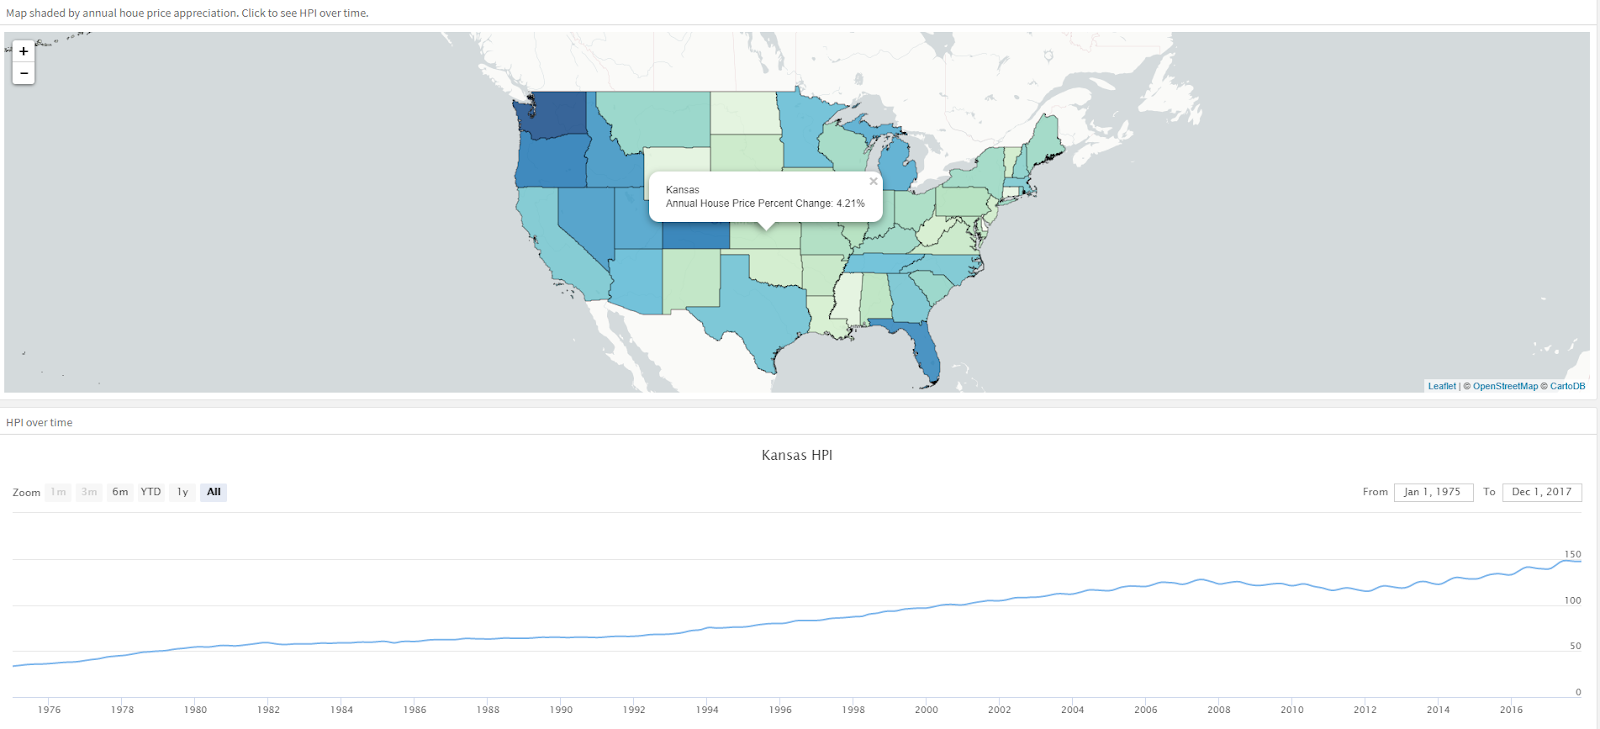 Map shaded by annual houe price appreciation. Click to see HPI over time.
+
−
×
Kansas
Annual House Price Percent Change: 4.21%
Leaflet | © OpenStreetMap © CartoDB
HPI over time
Kansas HPI
Zoom 1m 3m 6m YTD 1y All From Jan 1, 1975 To Dec 1, 2017
150
100
50
0
1976 1978 1980 1982 1984 1986 1988 1990 1992 1994 1996 1998 2000 2002 2004 2006 2008 2010 2012 2014 2016